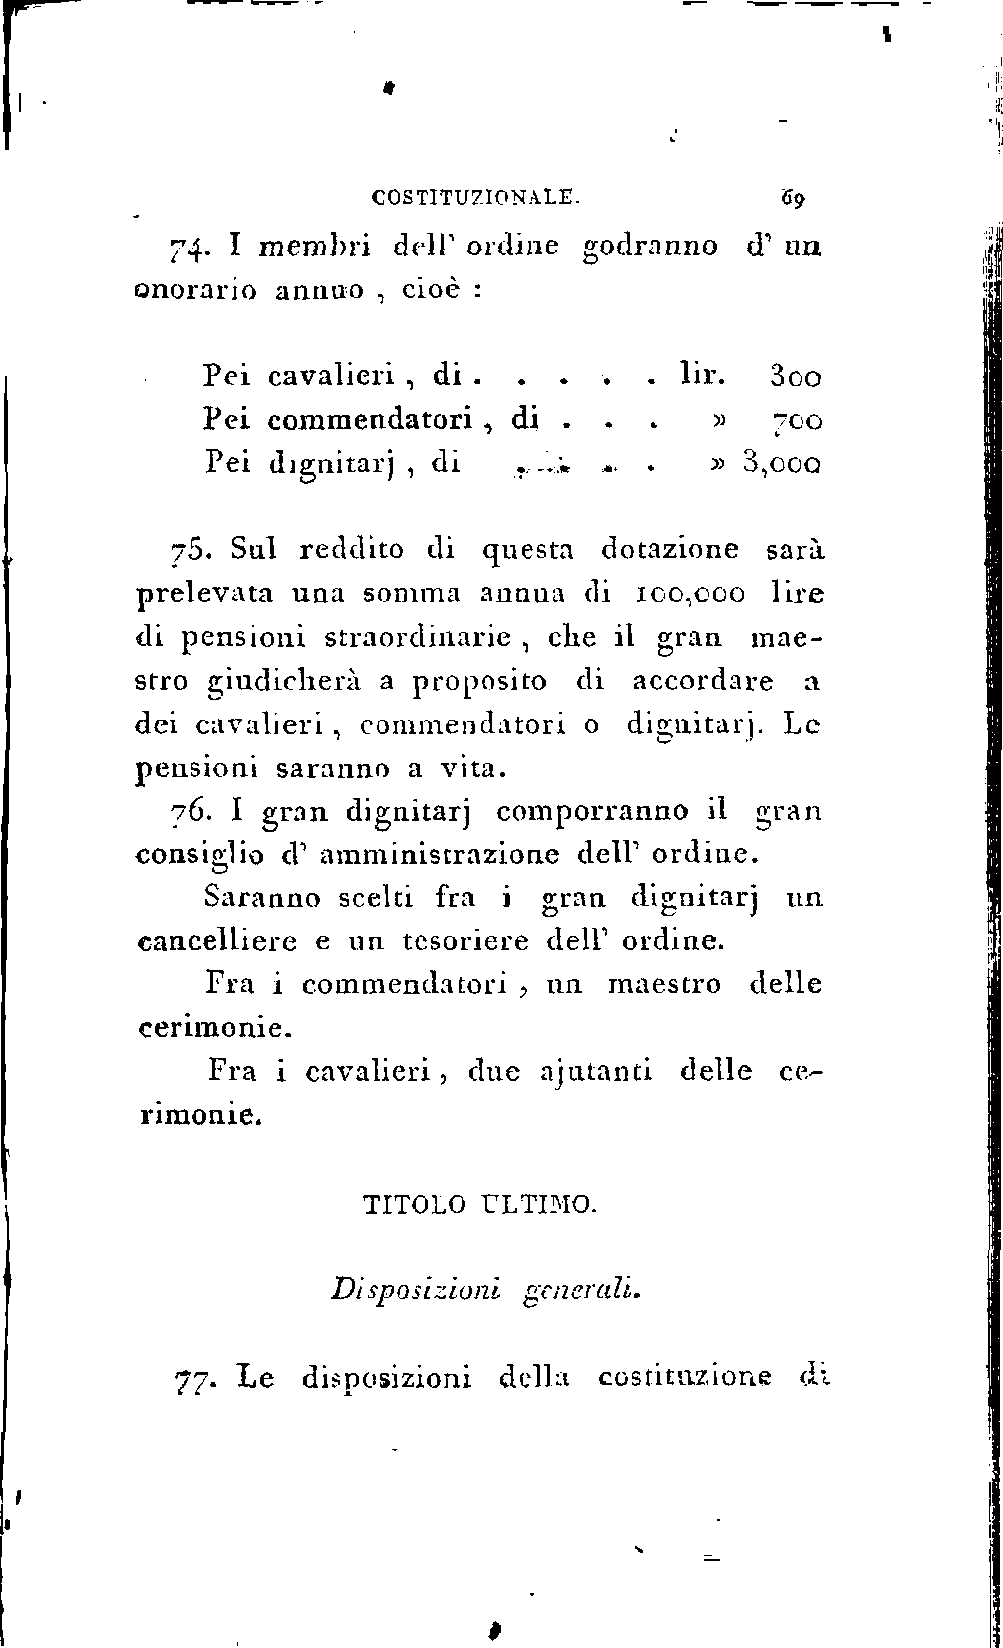 COSTITUZIONALE. 69
74. I membri dell' ordine godranno d' un
onorario annuo , cioè :
Pei cavalieri , di . . . . . lir. 300
Pei commendatori , di . . . » 700
Pei dignitarj , di . . . . » 3,000
75. Sul reddito di questa dotazione sarà
prelevata una somma annua di 100,000 lire
di pensioni straordinarie , che il gran mae-
stro giudicherà a proposito di accordare a
dei cavalieri , commendatori o dignitarj. Le
pensioni saranno a vita.
76. I gran dignitarj comporranno il gran
consiglio d' amministrazione dell' ordine.
Saranno scelti fra i gran dignitarj un
cancelliere e un tesoriere dell' ordine.
Fra i commendatori , un maestro delle
cerimonie.
Fra i cavalieri , due ajutanti delle ce-
rimonie.
TITOLO ULTIMO.
Disposizioni generali.
77. Le disposizioni della costituzione di